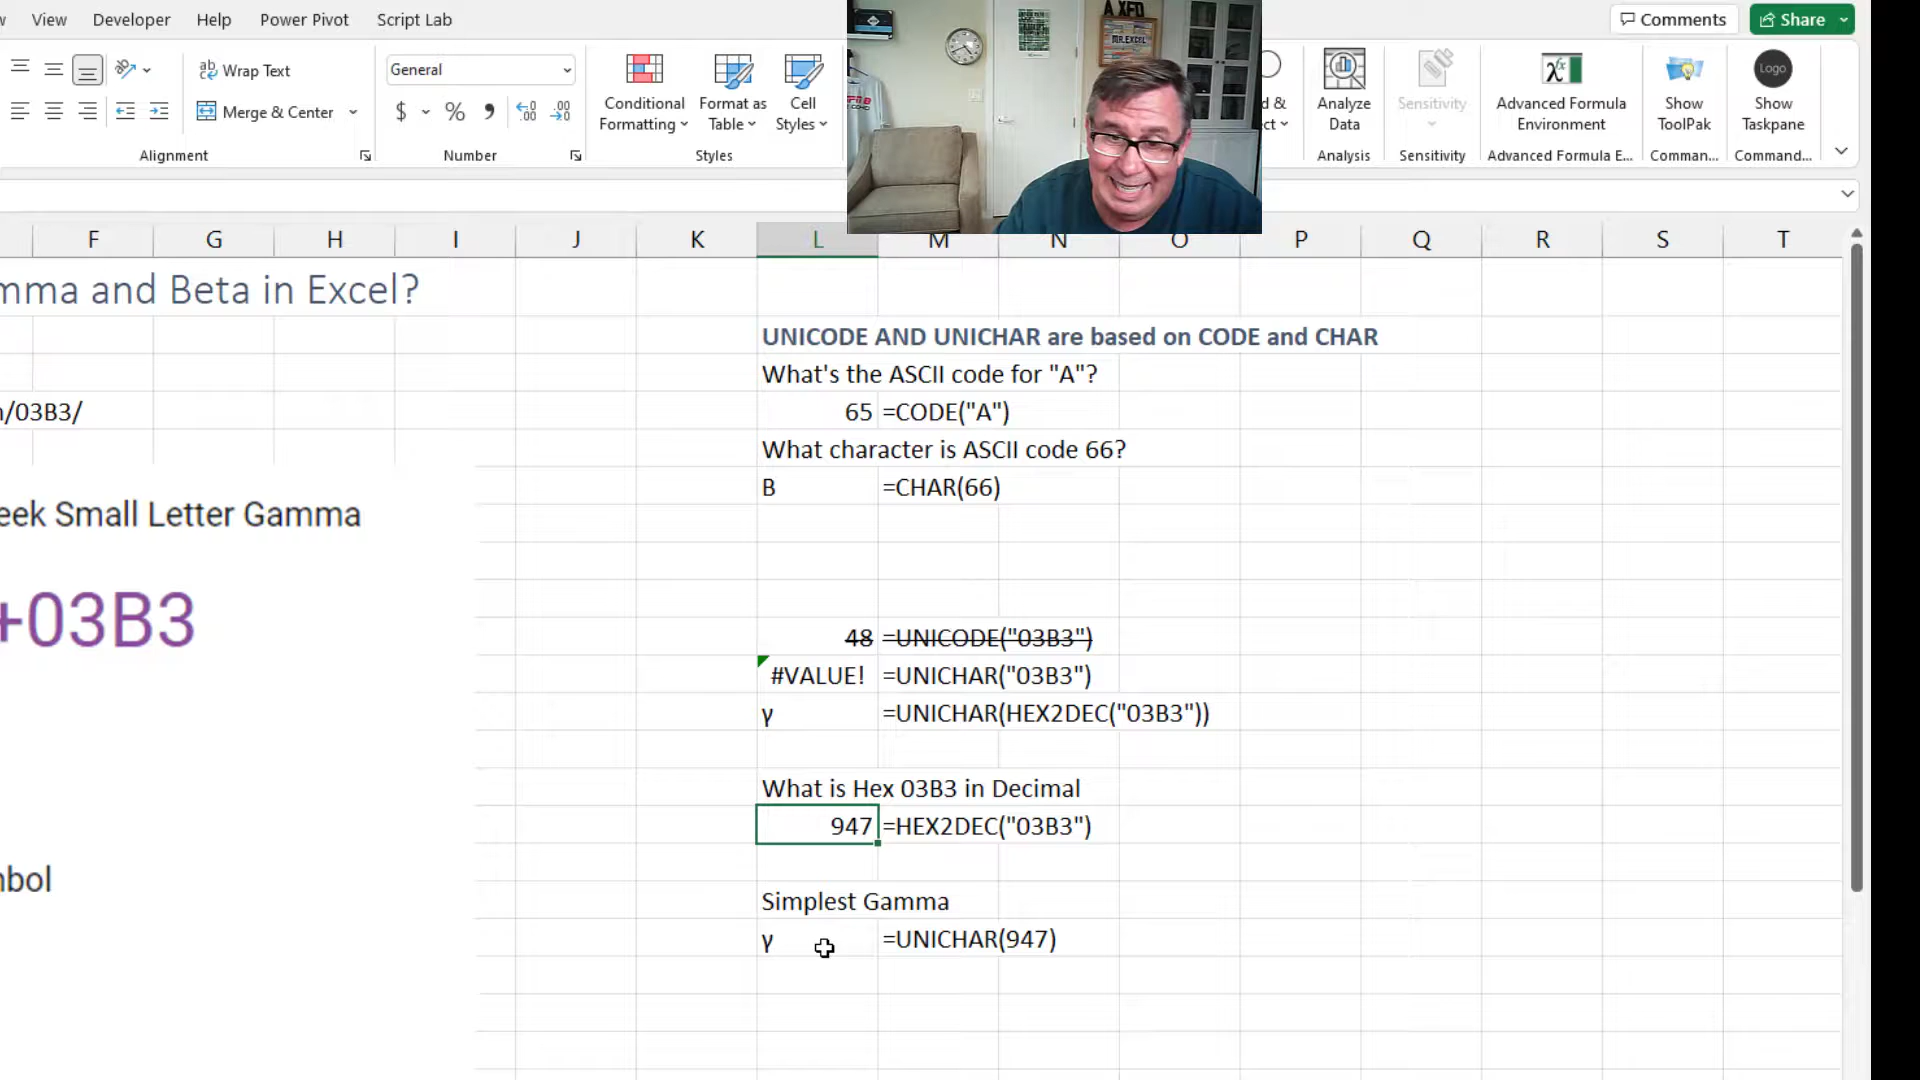 View Developer Help Power Pivot Script Lab Comments Share
Wrap Text General
Merge & Center $ % Conditional Formatting Format as Table Cell Styles Analyze Data Sensitivity Advanced Formula Environment Show ToolPak Logo Show Taskpane
Alignment Number Styles Analysis Sensitivity Advanced Formula E... Comman... Command...
A XFD
MR.EXCEL
F G H I J K L M N O P Q R S T
mma and Beta in Excel?
UNICODE AND UNICHAR are based on CODE and CHAR
What's the ASCII code for "A"?
/03B3/ 65 =CODE("A")
What character is ASCII code 66?
B =CHAR(66)
eek Small Letter Gamma
+03B3
48 =UNICODE("03B3")
#VALUE! =UNICHAR("03B3")
γ =UNICHAR(HEX2DEC("03B3"))
What is Hex 03B3 in Decimal
947 =HEX2DEC("03B3")
nbol
Simplest Gamma
γ =UNICHAR(947)